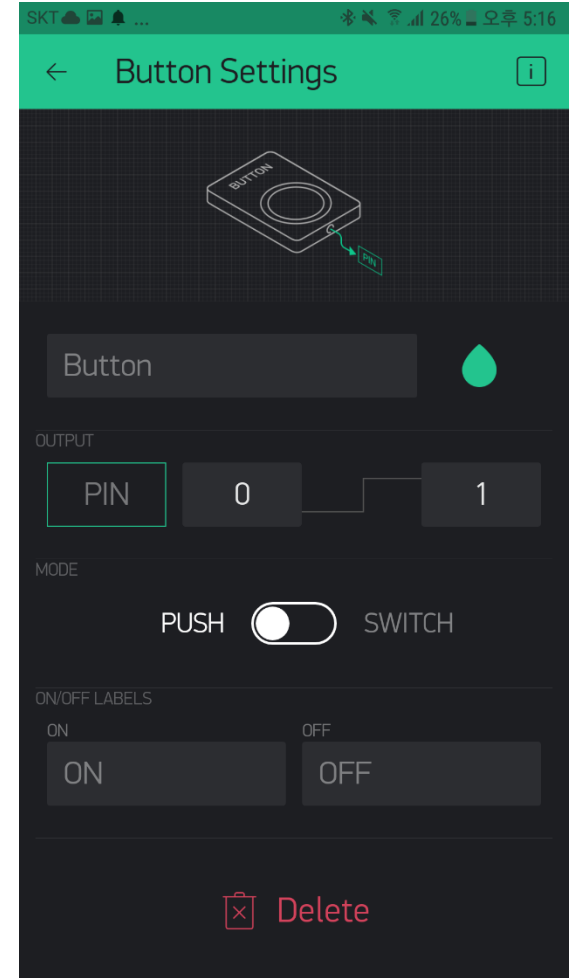 SKT ... 26% 오후 5:16
← Button Settings i
BUTTON
PIN
Button
OUTPUT
PIN 0 1
MODE
PUSH SWITCH
ON/OFF LABELS
ON OFF
ON OFF
Delete